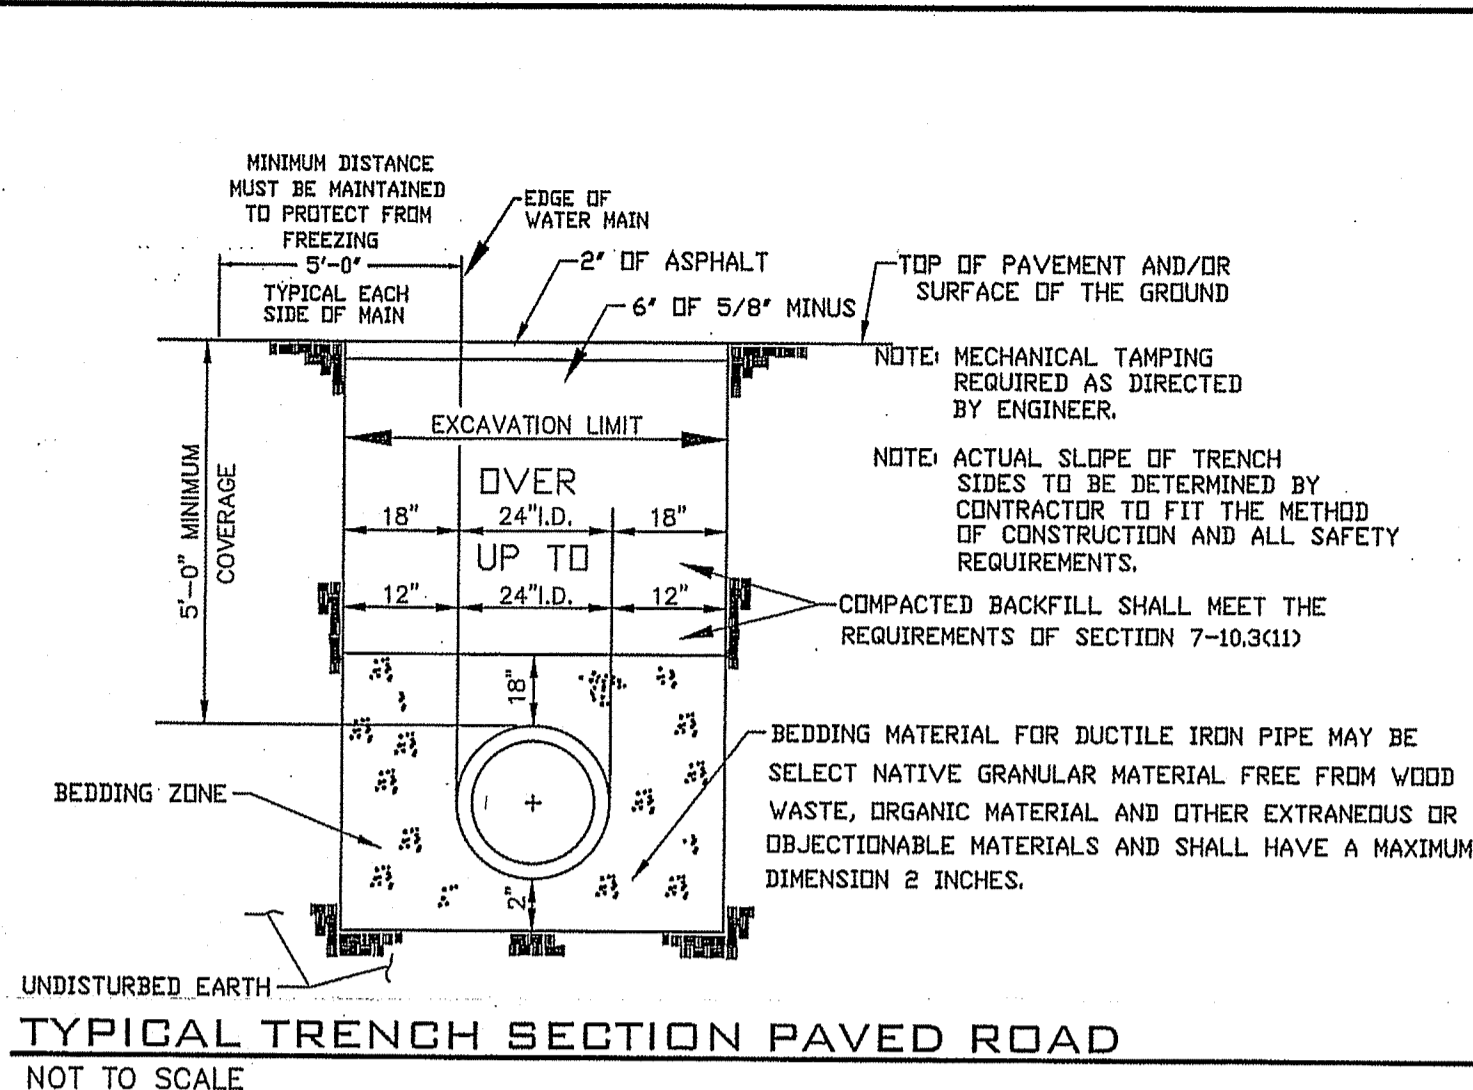 MINIMUM DISTANCE
MUST BE MAINTAINED
TO PROTECT FROM
FREEZING
5'-0"
TYPICAL EACH
SIDE OF MAIN
EDGE OF
WATER MAIN
2" OF ASPHALT
6" OF 5/8" MINUS
TOP OF PAVEMENT AND/OR
SURFACE OF THE GROUND
NOTE: MECHANICAL TAMPING
REQUIRED AS DIRECTED
BY ENGINEER.
NOTE: ACTUAL SLOPE OF TRENCH
SIDES TO BE DETERMINED BY
CONTRACTOR TO FIT THE METHOD
OF CONSTRUCTION AND ALL SAFETY
REQUIREMENTS.
EXCAVATION LIMIT
OVER
18" 24"I.D. 18"
UP TO
12" 24"I.D. 12"
5'-0" MINIMUM
COVERAGE
COMPACTED BACKFILL SHALL MEET THE
REQUIREMENTS OF SECTION 7-10.3(11)
18"
BEDDING MATERIAL FOR DUCTILE IRON PIPE MAY BE
SELECT NATIVE GRANULAR MATERIAL FREE FROM WOOD
WASTE, ORGANIC MATERIAL AND OTHER EXTRANEOUS OR
OBJECTIONABLE MATERIALS AND SHALL HAVE A MAXIMUM
DIMENSION 2 INCHES.
BEDDING ZONE
2"
UNDISTURBED EARTH
TYPICAL TRENCH SECTION PAVED ROAD
NOT TO SCALE